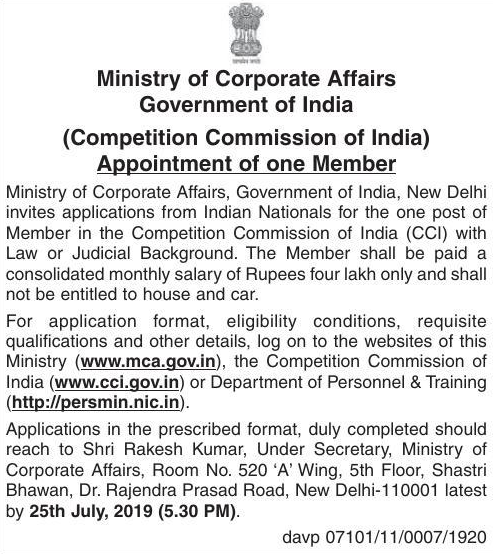 Ministry of Corporate Affairs
Government of India
(Competition Commission of India)
Appointment of one Member
Ministry of Corporate Affairs, Government of India, New Delhi
invites applications from Indian Nationals for the one post of
Member in the Competition Commission of India (CCI) with
Law or Judicial Background. The Member shall be paid a
consolidated monthly salary of Rupees four lakh only and shall
not be entitled to house and car.
For application format, eligibility conditions, requisite
qualifications and other details, log on to the websites of this
Ministry (www.mca.gov.in), the Competition Commission of
India (www.cci.gov.in) or Department of Personnel & Training
(http://persmin.nic.in).
Applications in the prescribed format, duly completed should
reach to Shri Rakesh Kumar, Under Secretary, Ministry of
Corporate Affairs, Room No. 520 ‘A’ Wing, 5th Floor, Shastri
Bhawan, Dr. Rajendra Prasad Road, New Delhi-110001 latest
by 25th July, 2019 (5.30 PM).
davp 07101/11/0007/1920